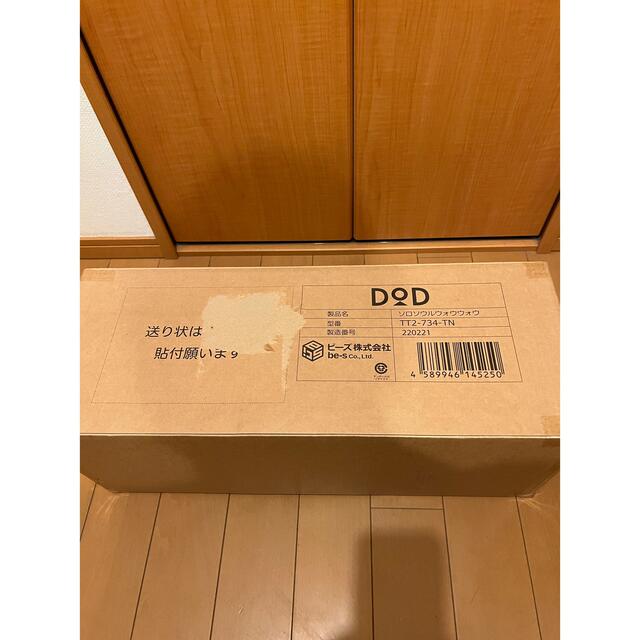 送り状は
貼付願います
DOD
製品名 ソロソウルウォウウォウ
型番 TT2-734-TN
製造番号 220221
ビーズ株式会社
be-s Co., Ltd.
4 589946 145250